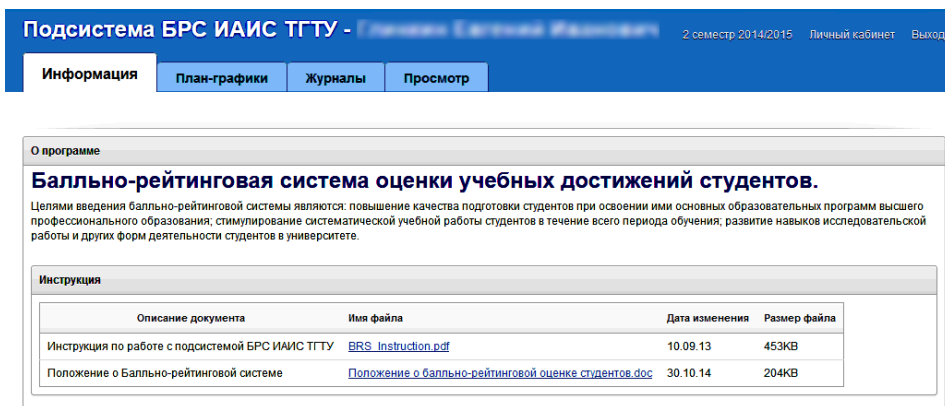 Подсистема БРС ИАИС ТГТУ -
2 семестр 2014/2015 Личный кабинет Выход
Информация План-графики Журналы Просмотр
О программе
Балльно-рейтинговая система оценки учебных достижений студентов.
Целями введения балльно-рейтинговой системы являются: повышение качества подготовки студентов при освоении ими основных образовательных программ высшего
профессионального образования; стимулирование систематической учебной работы студентов в течение всего периода обучения; развитие навыков исследовательской
работы и других форм деятельности студентов в университете.
Инструкция
Описание документа Имя файла Дата изменения Размер файла
Инструкция по работе с подсистемой БРС ИАИС ТГТУ BRS_Instruction.pdf 10.09.13 453KB
Положение о Балльно-рейтинговой системе Положение о балльно-рейтинговой оценке студентов.doc 30.10.14 204KB